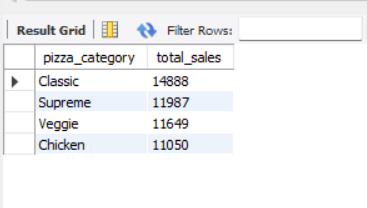 Result Grid Filter Rows:
pizza_category total_sales
Classic 14888
Supreme 11987
Veggie 11649
Chicken 11050